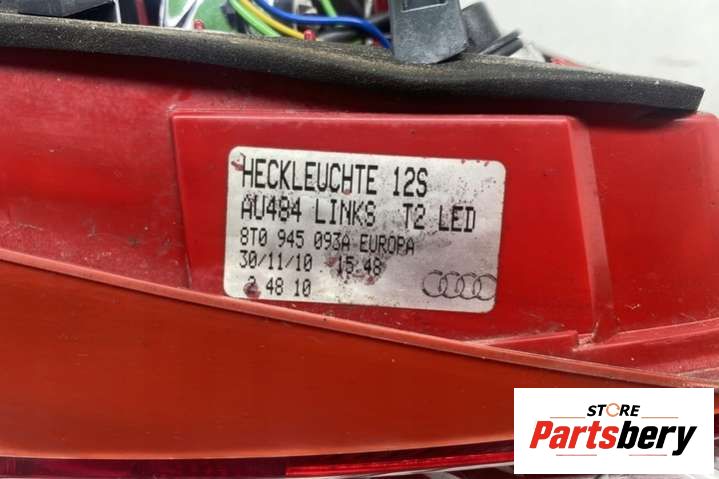 HECKLEUCHTE 12S
AU484 LINKS T2 LED
8T0 945 093A EUROPA
30/11/10 15:48
2 48 10
STORE
Partsbery